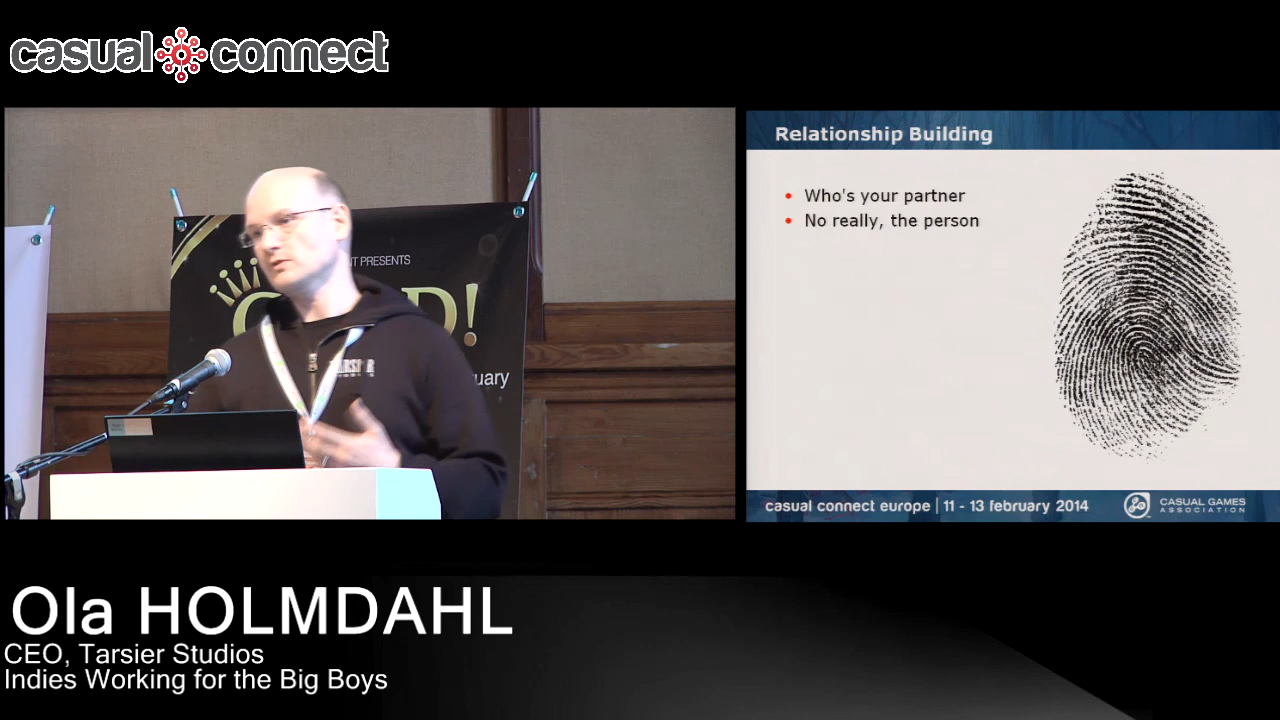 casual connect
Relationship Building
• Who's your partner
• No really, the person
PRESENTS
D!
casual connect europe | 11 - 13 february 2014
CASUAL GAMES
ASSOCIATION
Ola HOLMDAHL
CEO, Tarsier Studios
Indies Working for the Big Boys